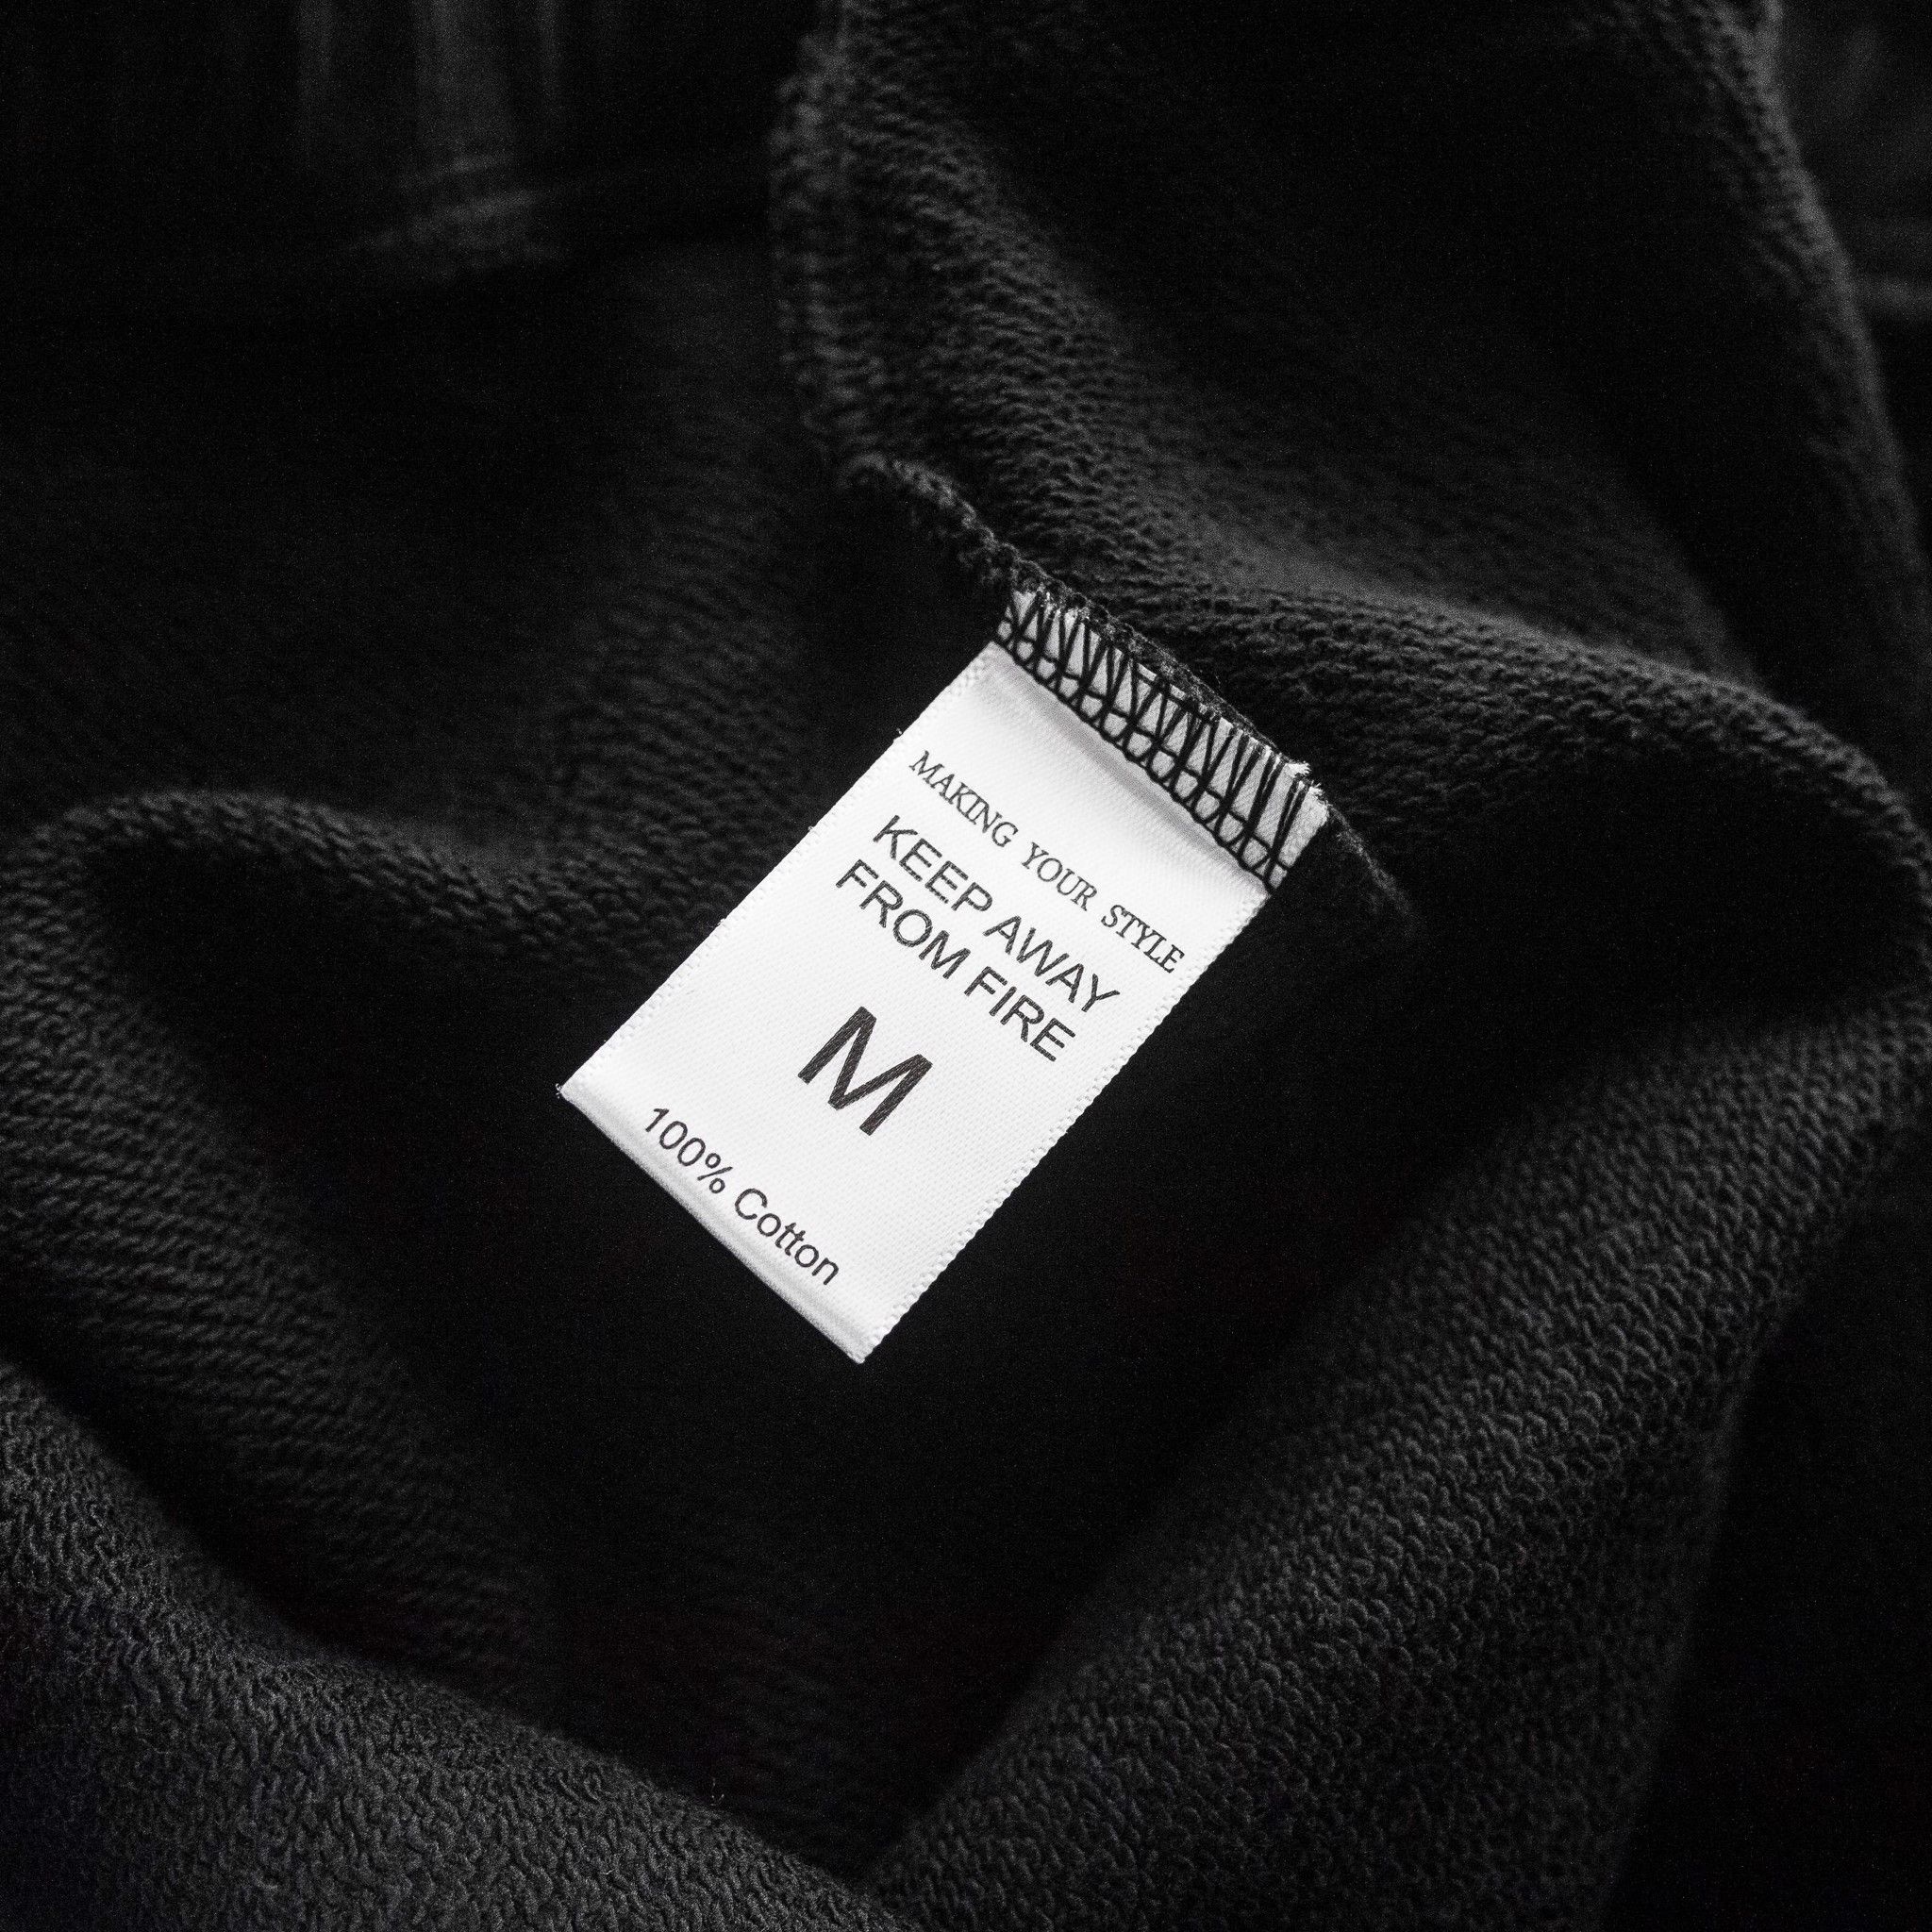 MAKING YOUR STYLE
KEEP AWAY
FROM FIRE
M
100% Cotton